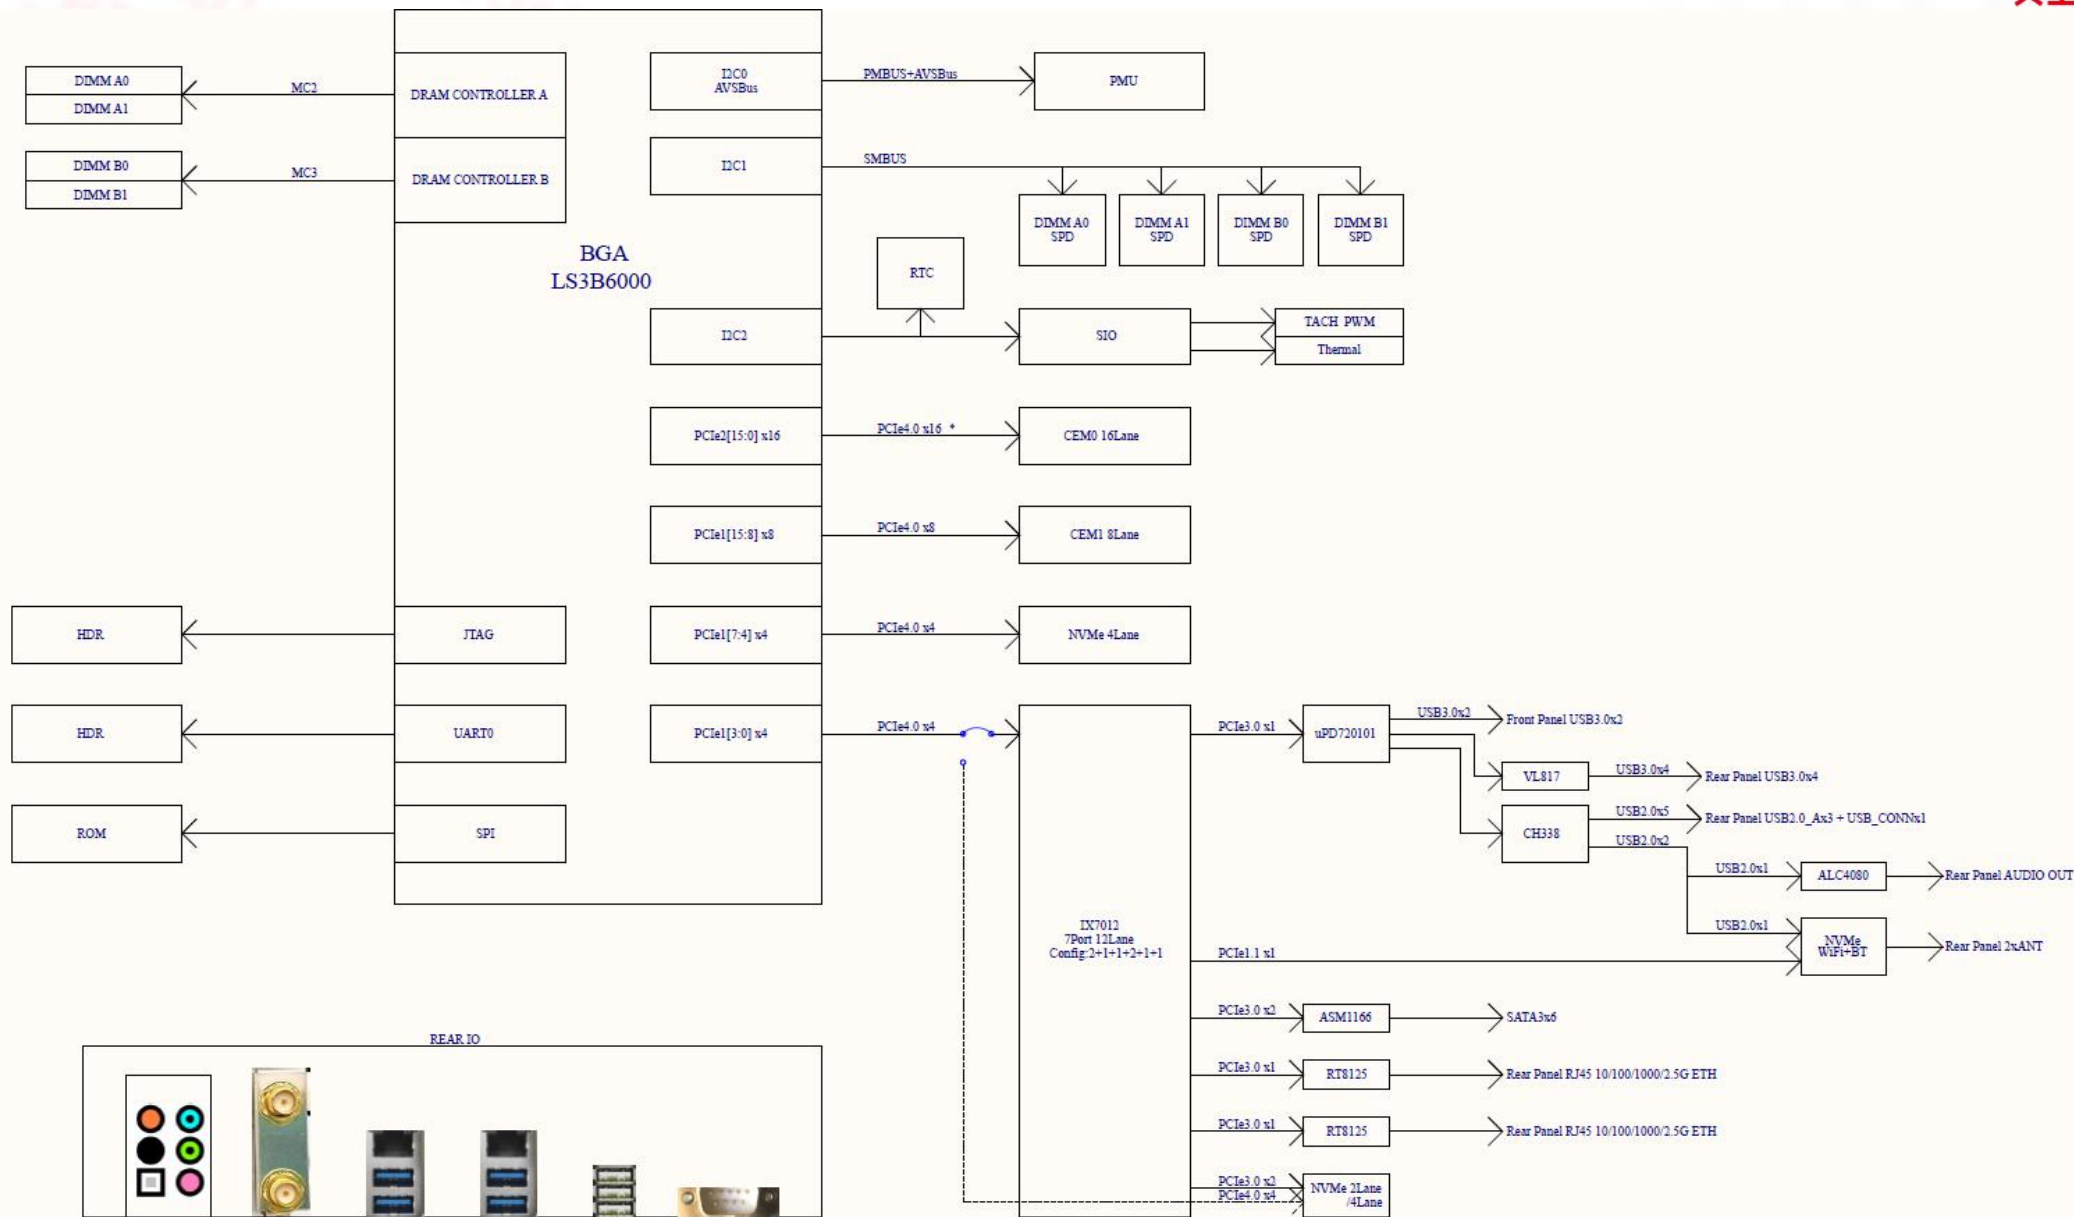 DIMM A0
DIMM A1
MC2
DRAM CONTROLLER A
DIMM B0
DIMM B1
MC3
DRAM CONTROLLER B
BGA
LS3B6000
I2C0
AVSBus
PMBUS+AVSBus
PMU
I2C1
SMBUS
DIMM A0
SPD
DIMM A1
SPD
DIMM B0
SPD
DIMM B1
SPD
RTC
I2C2
SIO
TACH PWM
Thermal
PCIe2[15:0] x16
PCIe4.0 x16 *
CEM0 16Lane
PCIe1[15:8] x8
PCIe4.0 x8
CEM1 8Lane
HDR
JTAG
PCIe1[7:4] x4
PCIe4.0 x4
NVMe 4Lane
HDR
UART0
PCIe1[3:0] x4
PCIe4.0 x4
ROM
SPI
IX7012
7Port 12Lane
Config:2+1+1+2+1+1
PCIe3.0 x1
uPD720101
USB3.0x2
Front Panel USB3.0x2
VL817
USB3.0x4
Rear Panel USB3.0x4
CH338
USB2.0x5
Rear Panel USB2.0_Ax3 + USB_CONNx1
USB2.0x2
USB2.0x1
ALC4080
Rear Panel AUDIO OUT
USB2.0x1
NVMe
WiFi+BT
Rear Panel 2xANT
PCIe1.1 x1
PCIe3.0 x2
ASM1166
SATA3x6
PCIe3.0 x1
RT8125
Rear Panel RJ45 10/100/1000/2.5G ETH
PCIe3.0 x1
RT8125
Rear Panel RJ45 10/100/1000/2.5G ETH
PCIe3.0 x2
PCIe4.0 x4
NVMe 2Lane
/4Lane
REAR IO